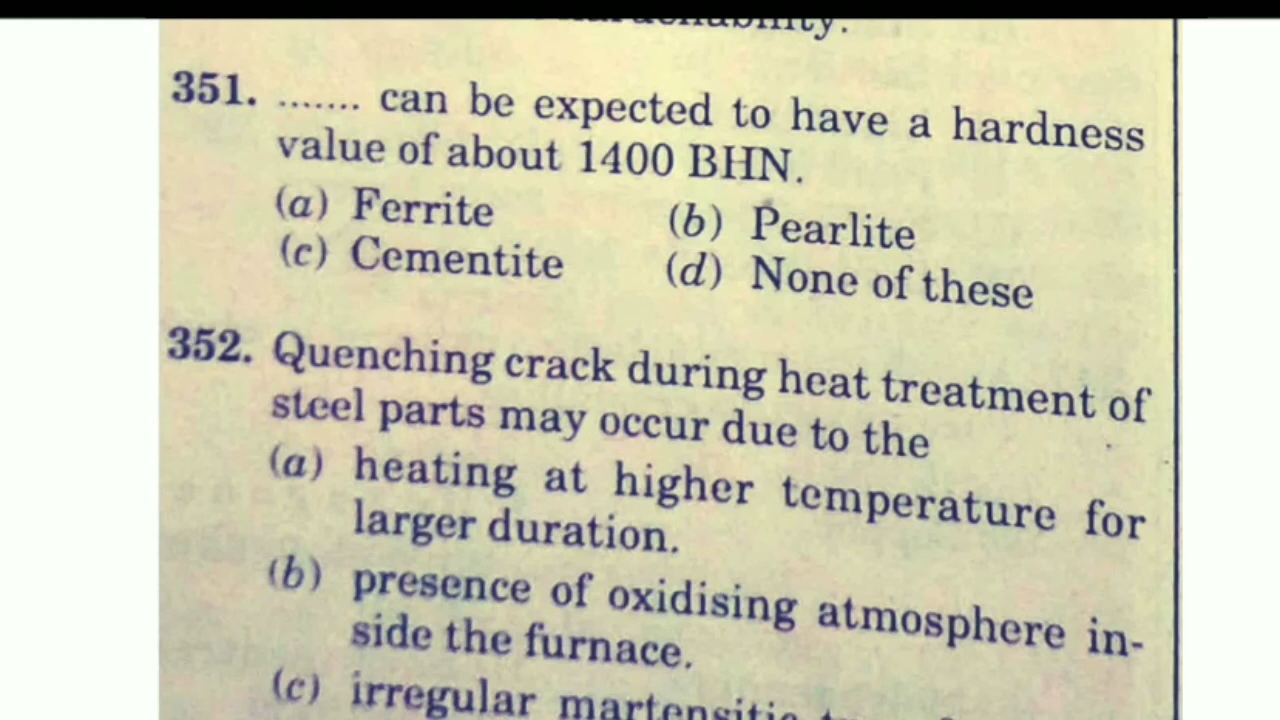 351. ....... can be expected to have a hardness
value of about 1400 BHN.
(a) Ferrite (b) Pearlite
(c) Cementite (d) None of these
352. Quenching crack during heat treatment of
steel parts may occur due to the
(a) heating at higher temperature for
larger duration.
(b) presence of oxidising atmosphere in-
side the furnace.
(c) irregular martensitic